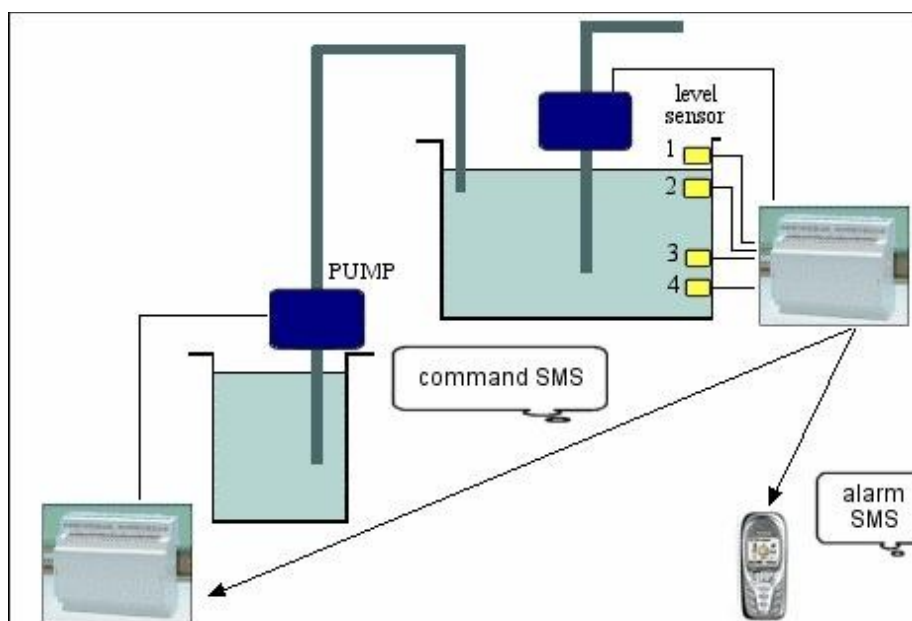 level
sensor
1
2
3
4
PUMP
command SMS
alarm
SMS